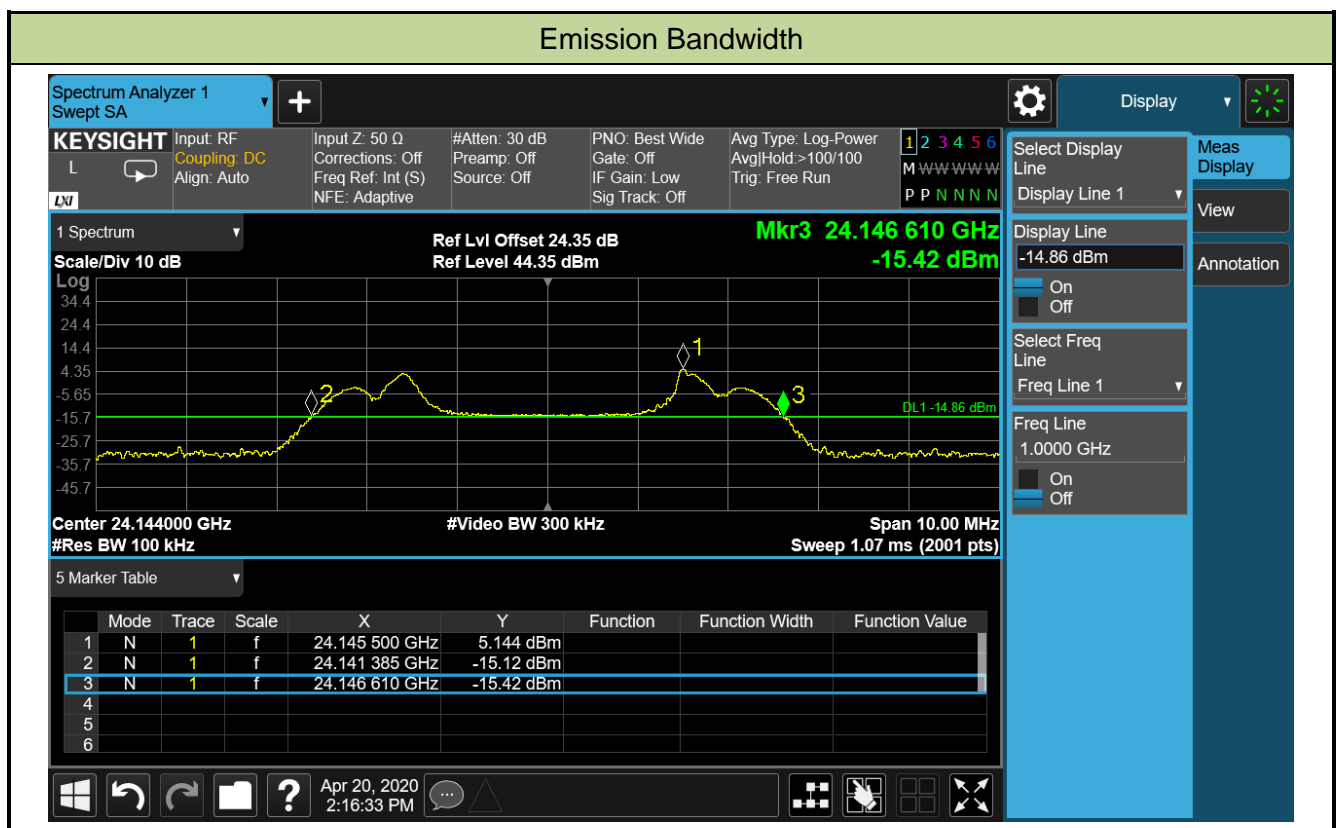 Emission Bandwidth
Spectrum Analyzer 1
Swept SA
Display
KEYSIGHT
L
LXI
Input: RF
Coupling: DC
Align: Auto
Input Z: 50 Ω
Corrections: Off
Freq Ref: Int (S)
NFE: Adaptive
#Atten: 30 dB
Preamp: Off
Source: Off
PNO: Best Wide
Gate: Off
IF Gain: Low
Sig Track: Off
Avg Type: Log-Power
Avg|Hold:>100/100
Trig: Free Run
1 2 3 4 5 6
M W W W W W
P P N N N N
1 Spectrum
Scale/Div 10 dB
Ref Lvl Offset 24.35 dB
Ref Level 44.35 dBm
Mkr3 24.146 610 GHz
-15.42 dBm
Log
34.4
24.4
14.4
4.35
-5.65
-15.7
-25.7
-35.7
-45.7
1
2
3
DL1 -14.86 dBm
Center 24.144000 GHz
#Video BW 300 kHz
Span 10.00 MHz
#Res BW 100 kHz
Sweep 1.07 ms (2001 pts)
5 Marker Table
Mode Trace Scale X Y Function Function Width Function Value
1 N 1 f 24.145 500 GHz 5.144 dBm
2 N 1 f 24.141 385 GHz -15.12 dBm
3 N 1 f 24.146 610 GHz -15.42 dBm
4
5
6
Select Display
Line
Display Line 1
Display Line
-14.86 dBm
On
Off
Select Freq
Line
Freq Line 1
Freq Line
1.0000 GHz
On
Off
Meas
Display
View
Annotation
?
Apr 20, 2020
2:16:33 PM